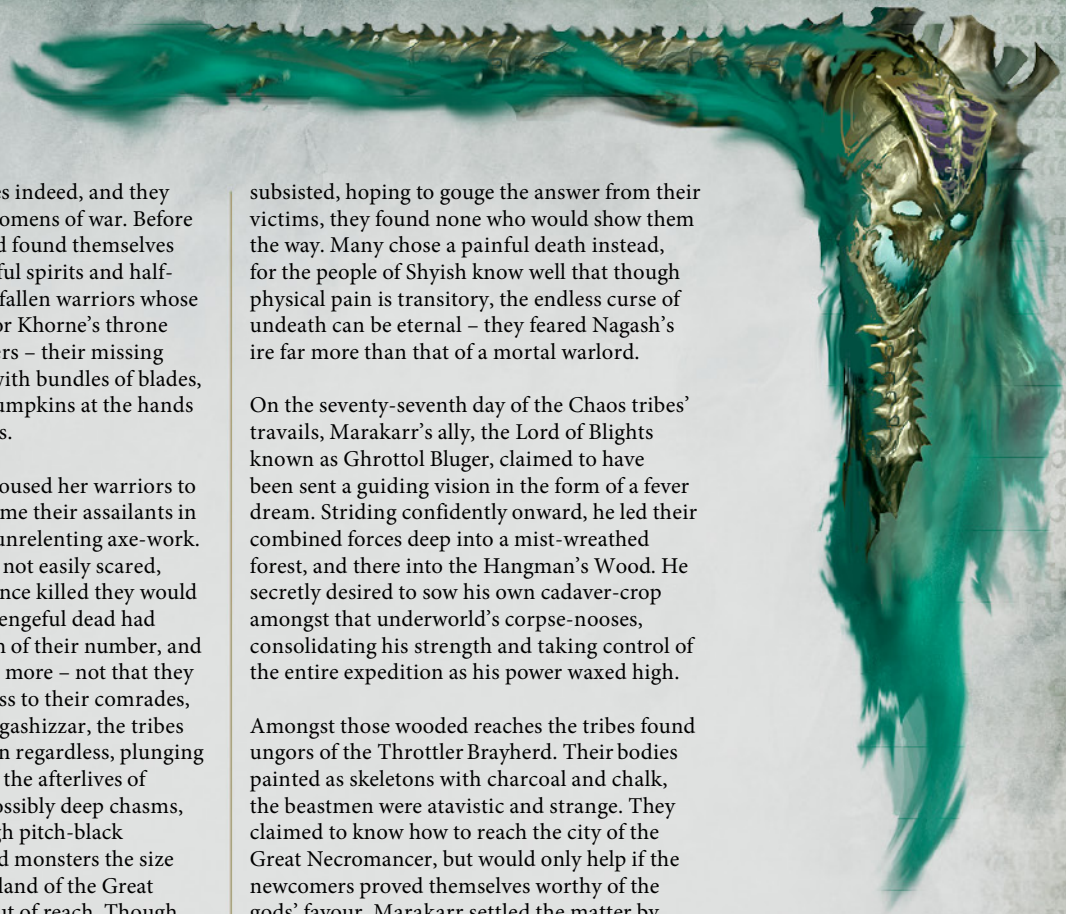 es indeed, and they
omens of war. Before
d found themselves
ful spirits and half-
fallen warriors whose
or Khorne's throne
ers – their missing
with bundles of blades,
umpkins at the hands
s.
oused her warriors to
me their assailants in
unrelenting axe-work.
not easily scared,
nce killed they would
engeful dead had
n of their number, and
more – not that they
ss to their comrades,
gashizzar, the tribes
n regardless, plunging
the afterlives of
ossibly deep chasms,
gh pitch-black
d monsters the size
land of the Great
ut of reach. Though
subsisted, hoping to gouge the answer from their
victims, they found none who would show them
the way. Many chose a painful death instead,
for the people of Shyish know well that though
physical pain is transitory, the endless curse of
undeath can be eternal – they feared Nagash's
ire far more than that of a mortal warlord.
On the seventy-seventh day of the Chaos tribes'
travails, Marakarr's ally, the Lord of Blights
known as Ghrottol Bluger, claimed to have
been sent a guiding vision in the form of a fever
dream. Striding confidently onward, he led their
combined forces deep into a mist-wreathed
forest, and there into the Hangman's Wood. He
secretly desired to sow his own cadaver-crop
amongst that underworld's corpse-nooses,
consolidating his strength and taking control of
the entire expedition as his power waxed high.
Amongst those wooded reaches the tribes found
ungors of the Throttler Brayherd. Their bodies
painted as skeletons with charcoal and chalk,
the beastmen were atavistic and strange. They
claimed to know how to reach the city of the
Great Necromancer, but would only help if the
newcomers proved themselves worthy of the
gods' favour. Marakarr settled the matter by